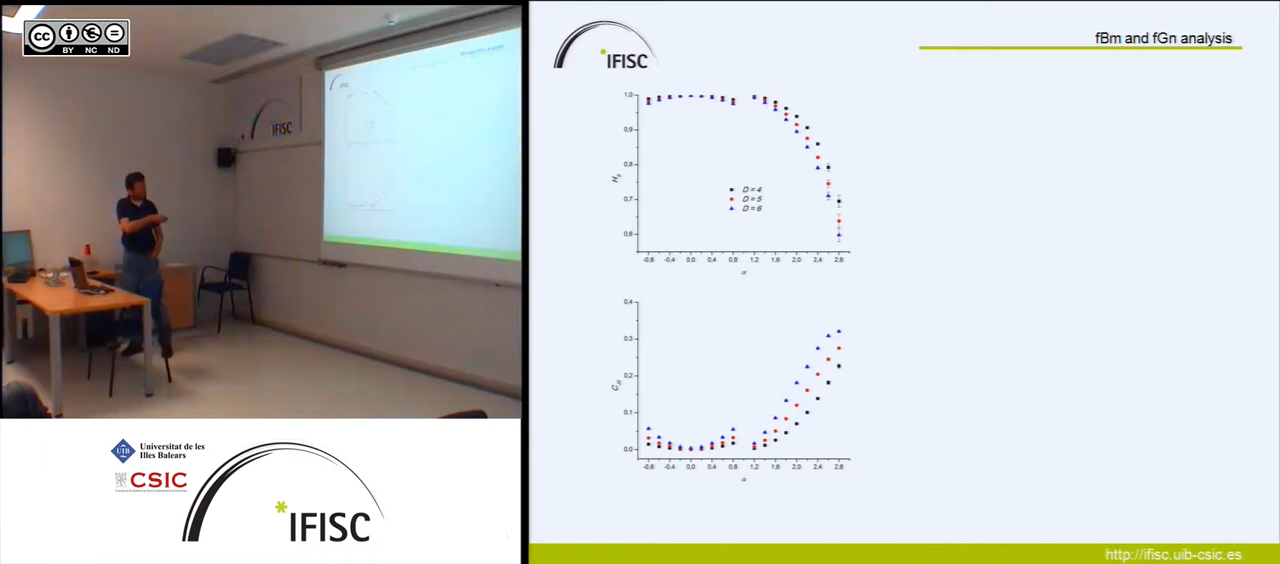 cc
BY NC ND
IFISC
IFISC
UIB
Universitat de les
Illes Balears
CSIC
*IFISC
*IFISC
fBm and fGn analysis
1,0
0,9
0,8
0,7
0,6
H_S
D = 4
D = 5
D = 6
-0,8 -0,4 0,0 0,4 0,8 1,2 1,6 2,0 2,4 2,8
α
0,4
0,3
0,2
0,1
0,0
-0,8 -0,4 0,0 0,4 0,8 1,2 1,6 2,0 2,4 2,8
α
http://ifisc.uib-csic.es